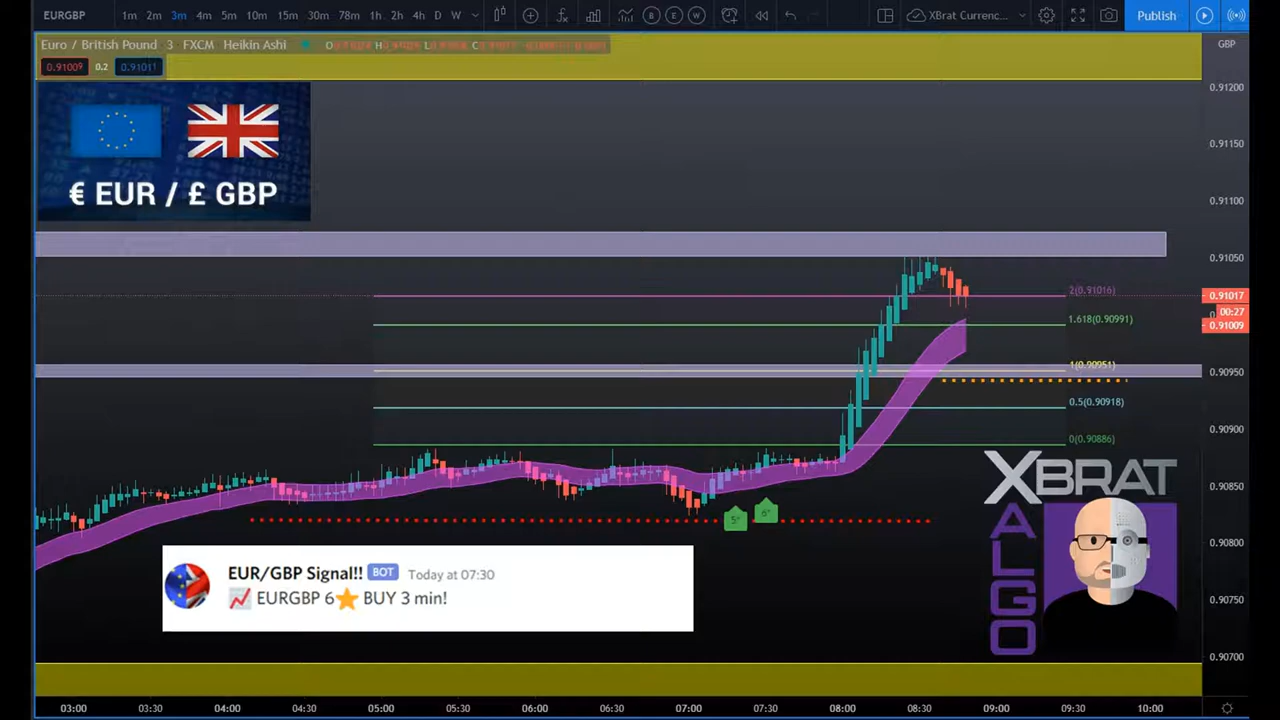 EURGBP 1m 2m 3m 4m 5m 10m 15m 30m 78m 1h 2h 4h D W B E W XBrat Currenc... Publish
Euro / British Pound 3 FXCM Heikin Ashi O H L C GBP
0.91009 0.2 0.91011
0.91200
€ EUR / £ GBP
0.91150
0.91100
0.91050
2(0.91016)
0.91017
00:27
1.618(0.90991)
0.91009
1(0.90951)
0.90950
0.5(0.90918)
0.90900
0(0.90886)
XBRAT
ALGO
0.90850
5*
6*
0.90800
EUR/GBP Signal!! BOT Today at 07:30
EURGBP 6⭐ BUY 3 min!
0.90750
0.90700
03:00 03:30 04:00 04:30 05:00 05:30 06:00 06:30 07:00 07:30 08:00 08:30 09:00 09:30 10:00